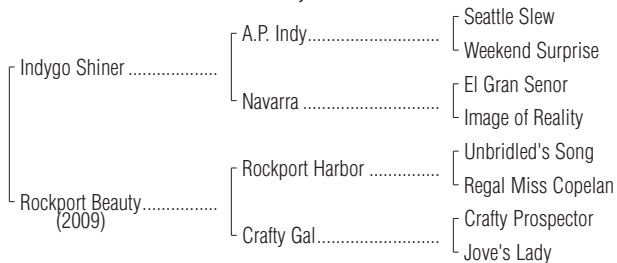 Seattle Slew
A.P. Indy..............................
Weekend Surprise
Indygo Shiner ....................
El Gran Senor
Navarra ...............................
Image of Reality
Unbridled's Song
Rockport Harbor ................
Regal Miss Copelan
Rockport Beauty.................
(2009)
Crafty Prospector
Crafty Gal............................
Jove's Lady